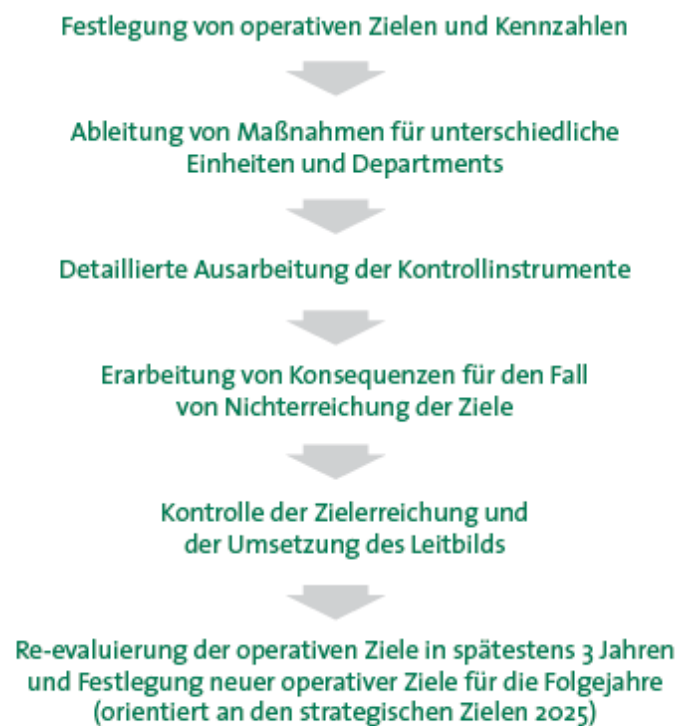 Festlegung von operativen Zielen und Kennzahlen
Ableitung von Maßnahmen für unterschiedliche
Einheiten und Departments
Detaillierte Ausarbeitung der Kontrollinstrumente
Erarbeitung von Konsequenzen für den Fall
von Nichterreichung der Ziele
Kontrolle der Zielerreichung und
der Umsetzung des Leitbilds
Re-evaluierung der operativen Ziele in spätestens 3 Jahren
und Festlegung neuer operativer Ziele für die Folgejahre
(orientiert an den strategischen Zielen 2025)